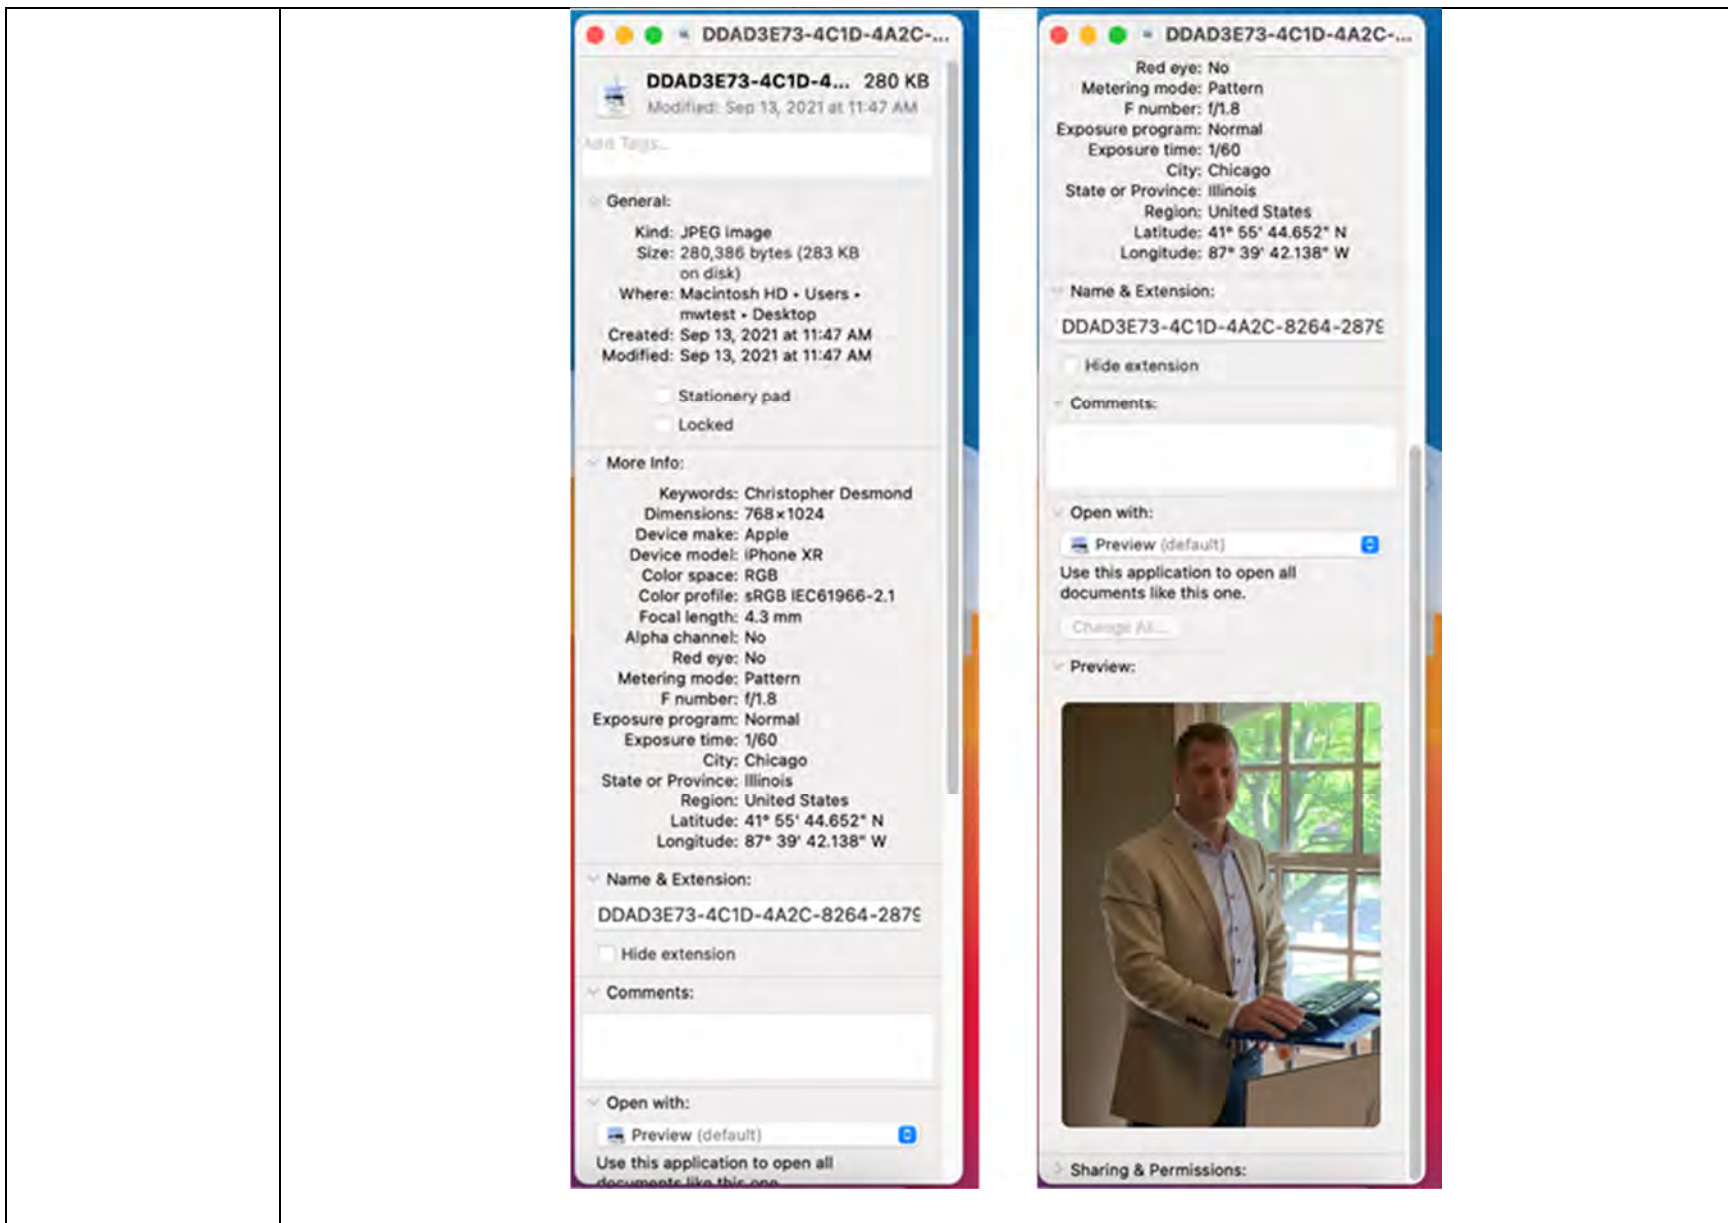 DDAD3E73-4C1D-4A2C-...
DDAD3E73-4C1D-4... 280 KB
Modified: Sep 13, 2021 at 11:47 AM
Add Tags...
General:
Kind: JPEG image
Size: 280,386 bytes (283 KB
on disk)
Where: Macintosh HD • Users •
mwtest • Desktop
Created: Sep 13, 2021 at 11:47 AM
Modified: Sep 13, 2021 at 11:47 AM
Stationery pad
Locked
More Info:
Keywords: Christopher Desmond
Dimensions: 768×1024
Device make: Apple
Device model: iPhone XR
Color space: RGB
Color profile: sRGB IEC61966-2.1
Focal length: 4.3 mm
Alpha channel: No
Red eye: No
Metering mode: Pattern
F number: f/1.8
Exposure program: Normal
Exposure time: 1/60
City: Chicago
State or Province: Illinois
Region: United States
Latitude: 41° 55' 44.652" N
Longitude: 87° 39' 42.138" W
Name & Extension:
DDAD3E73-4C1D-4A2C-8264-2879
Hide extension
Comments:
Open with:
Preview (default)
Use this application to open all
documents like this one.
DDAD3E73-4C1D-4A2C-...
Red eye: No
Metering mode: Pattern
F number: f/1.8
Exposure program: Normal
Exposure time: 1/60
City: Chicago
State or Province: Illinois
Region: United States
Latitude: 41° 55' 44.652" N
Longitude: 87° 39' 42.138" W
Name & Extension:
DDAD3E73-4C1D-4A2C-8264-2879
Hide extension
Comments:
Open with:
Preview (default)
Use this application to open all
documents like this one.
Change All...
Preview:
Sharing & Permissions: